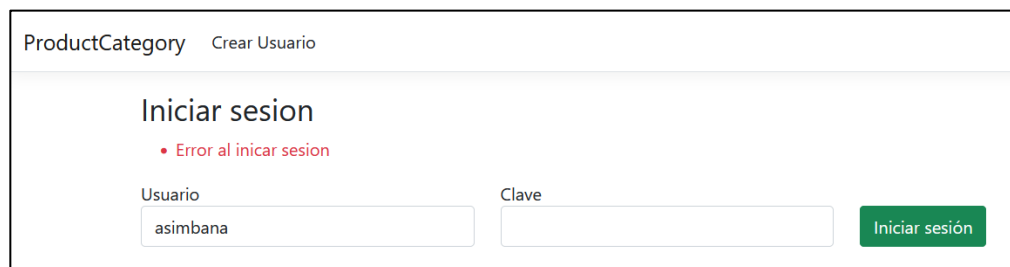 ProductCategory Crear Usuario
Iniciar sesion
Error al inicar sesion
Usuario Clave
asimbana Iniciar sesión